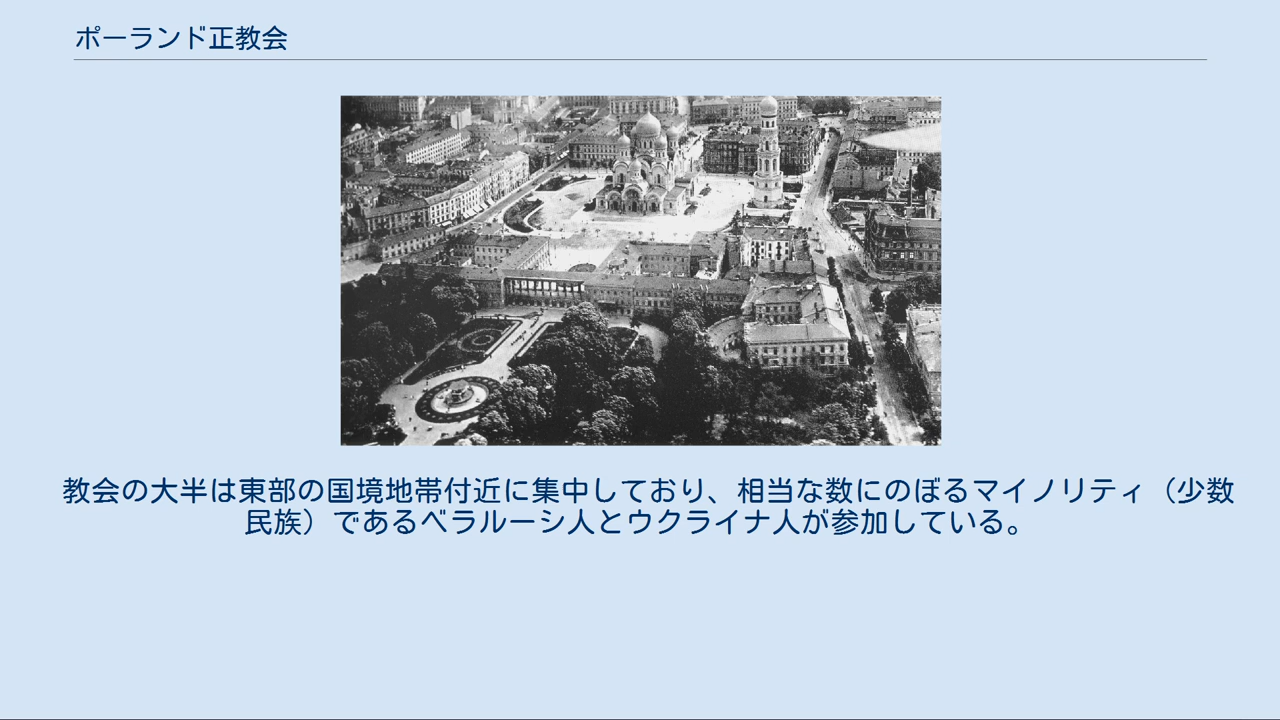 ポーランド正教会
教会の大半は東部の国境地帯付近に集中しており、相当な数にのぼるマイノリティ（少数
民族）であるベラルーシ人とウクライナ人が参加している。